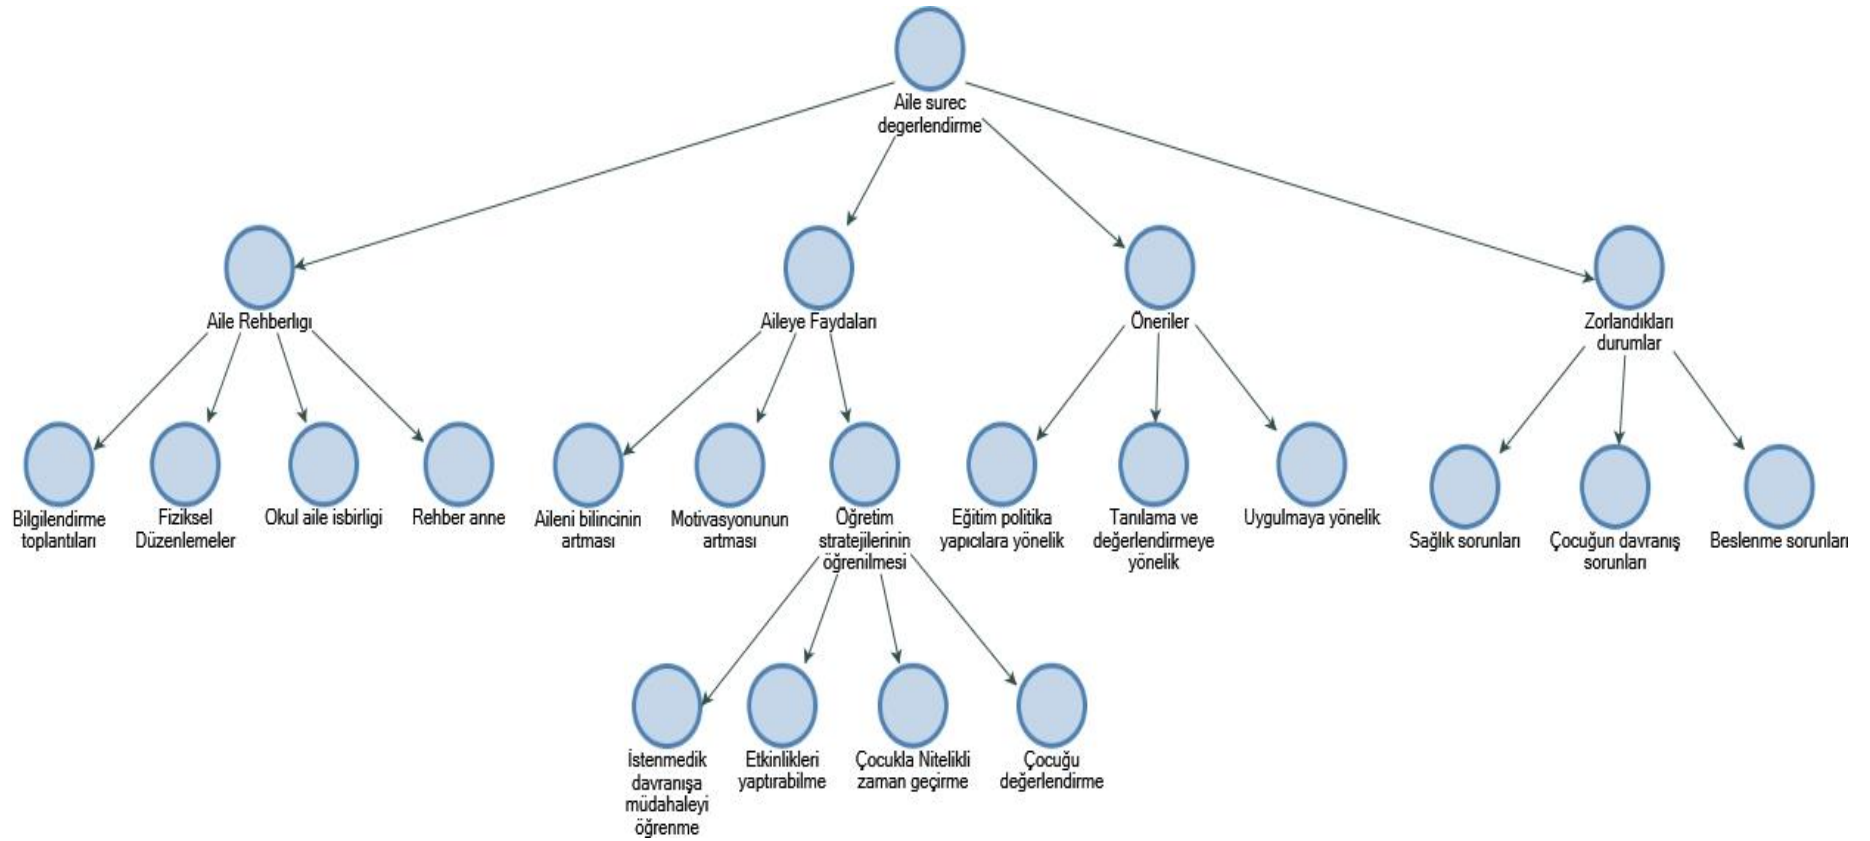 Aile surec
degerlendirme
Aile Rehberlıgı
Aileye Faydaları
Öneriler
Zorlandıkları
durumlar
Bilgilendirme
toplantıları
Fiziksel
Düzenlemeler
Okul aile isbirligi
Rehber anne
Aileni bilincinin
artması
Motivasyonunun
artması
Öğretim
stratejilerinin
öğrenilmesi
Eğitim politika
yapıcılara yönelik
Tanılama ve
değerlendirmeye
yönelik
Uygulmaya yönelik
Sağlık sorunları
Çocuğun davranış
sorunları
Beslenme sorunları
İstenmedik
davranışa
müdahaleyi
öğrenme
Etkinlikleri
yaptırabilme
Çocukla Nitelikli
zaman geçirme
Çocuğu
değerlendirme